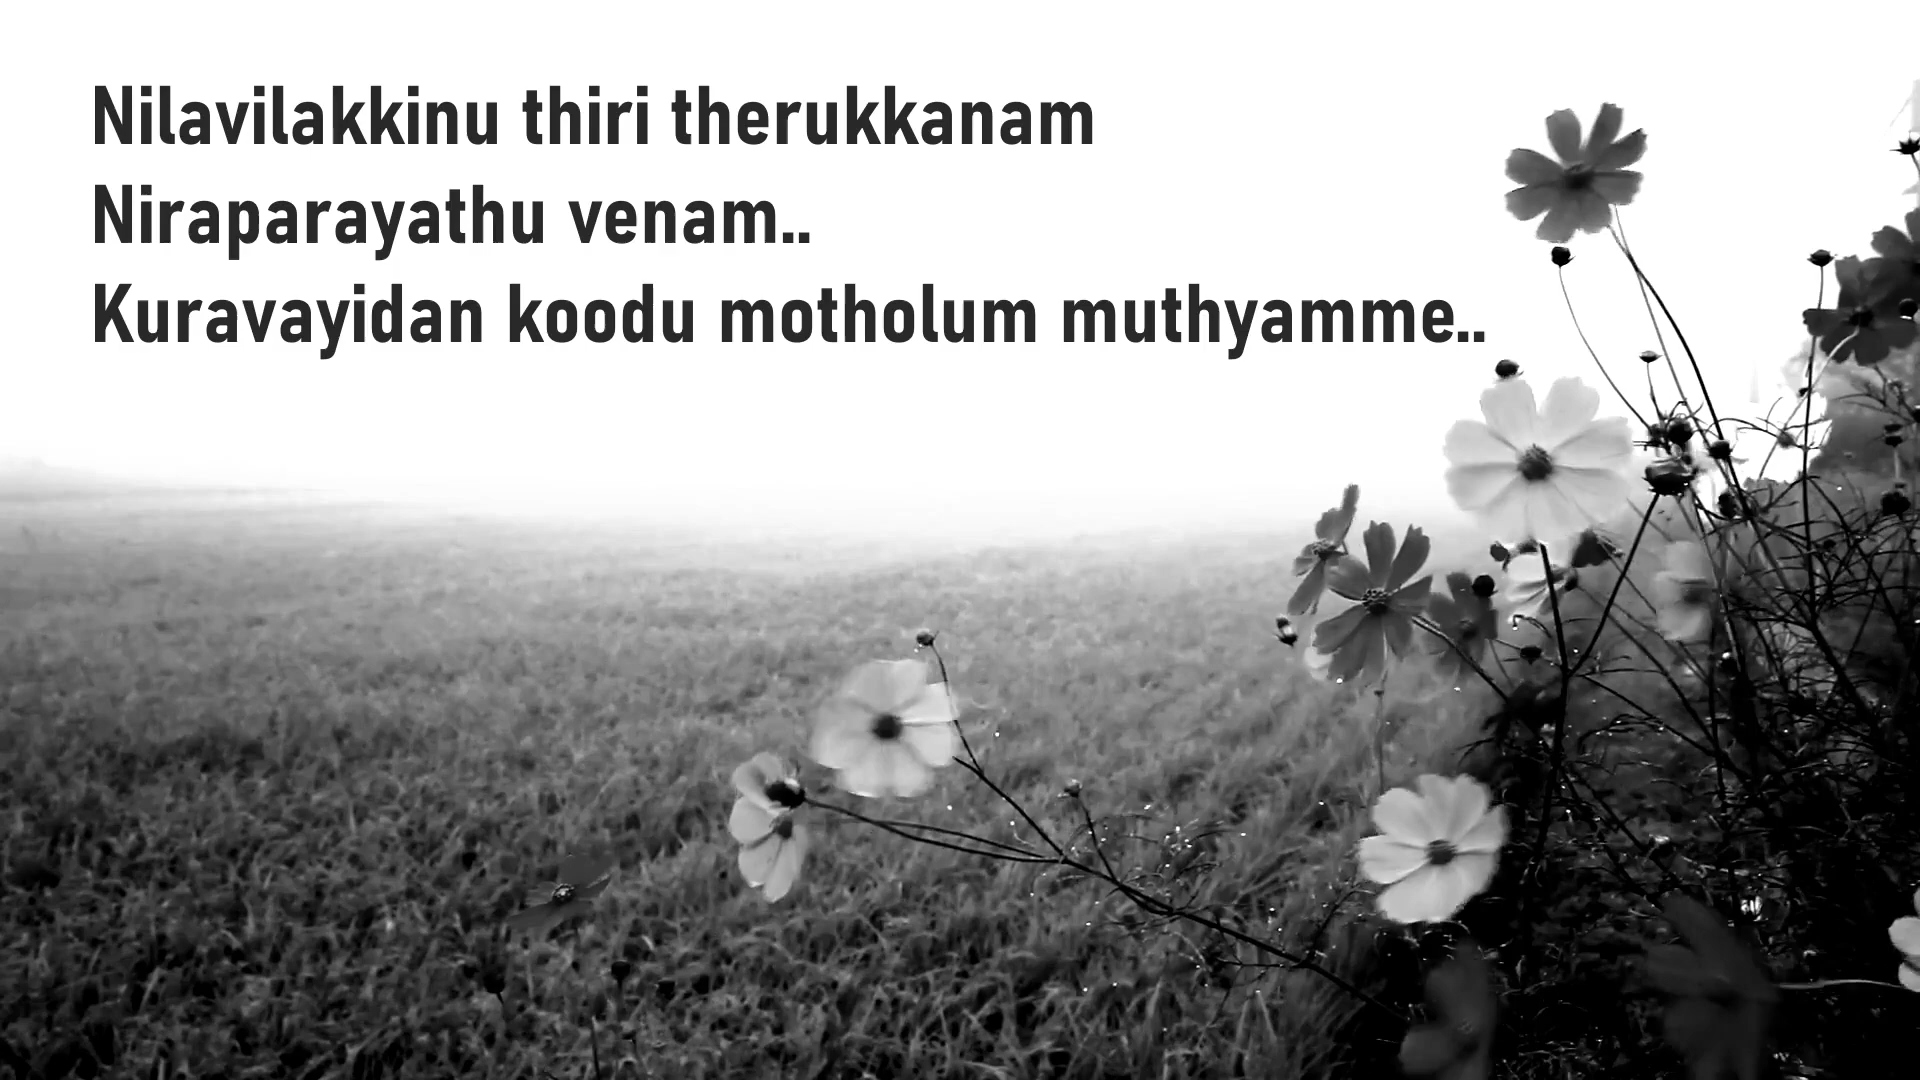 Nilavilakkinu thiri therukkanam
Niraparayathu venam..
Kuravayidan koodu motholum muthyamme..